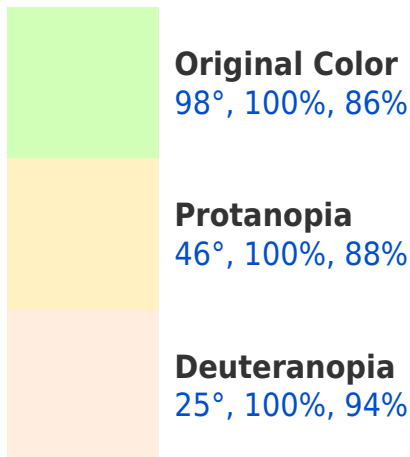 Original Color
98°, 100%, 86%
Protanopia
46°, 100%, 88%
Deuteranopia
25°, 100%, 94%